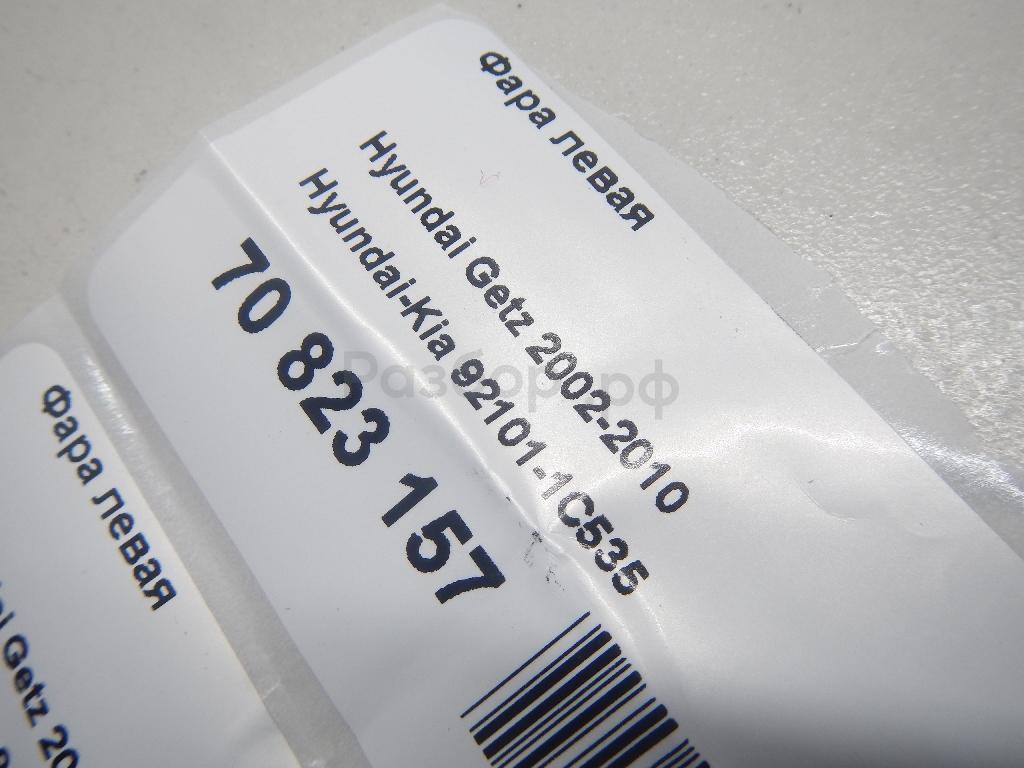 Фара левая
Hyundai Getz 2002-2010
Hyundai-Kia 92101-1C535
70 823 157
Разбор.рф
Фара левая
Getz 20